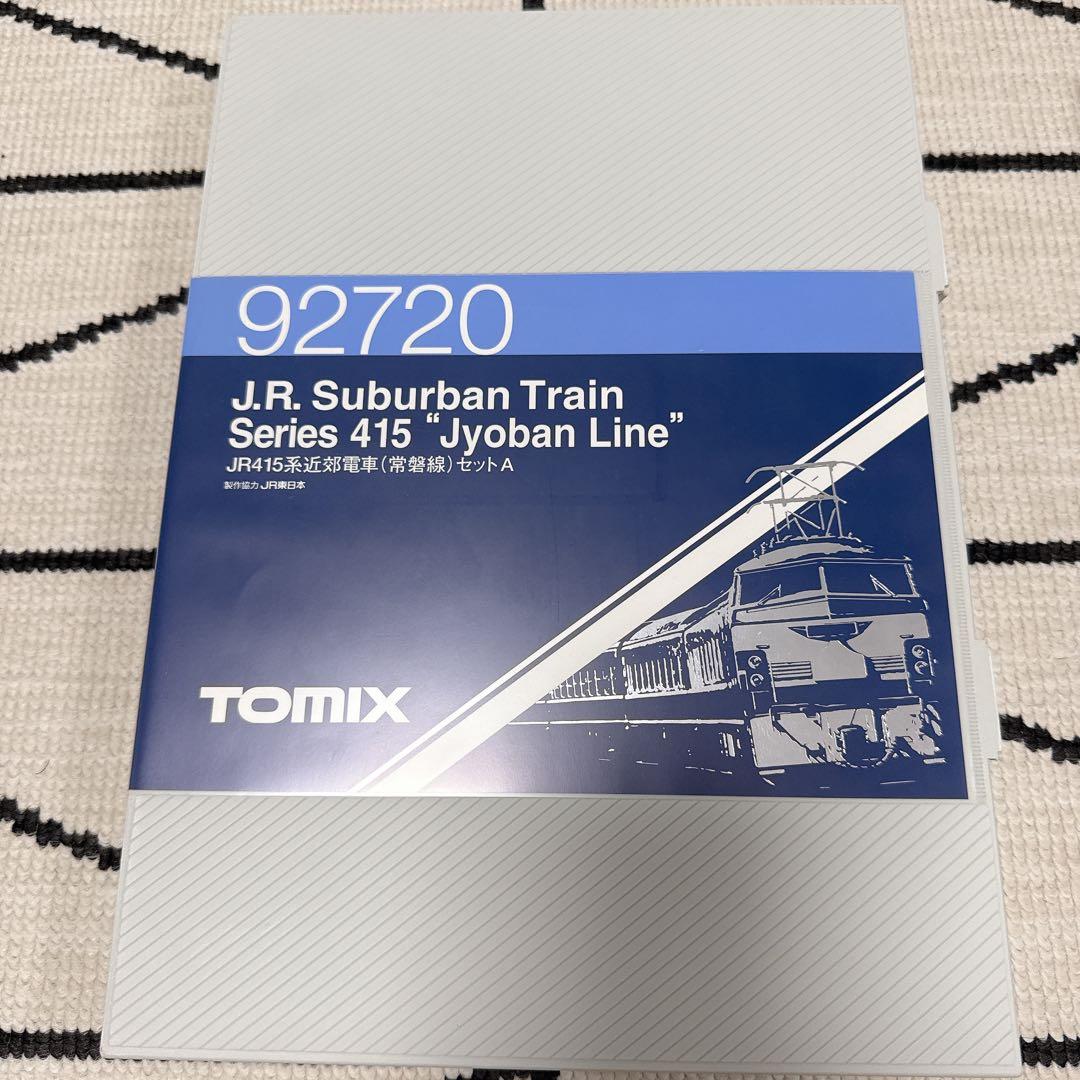 92720
J.R. Suburban Train
Series 415 “Jyoban Line”
JR415系近郊電車(常磐線)セットA
製作協力 JR東日本
TOMIX